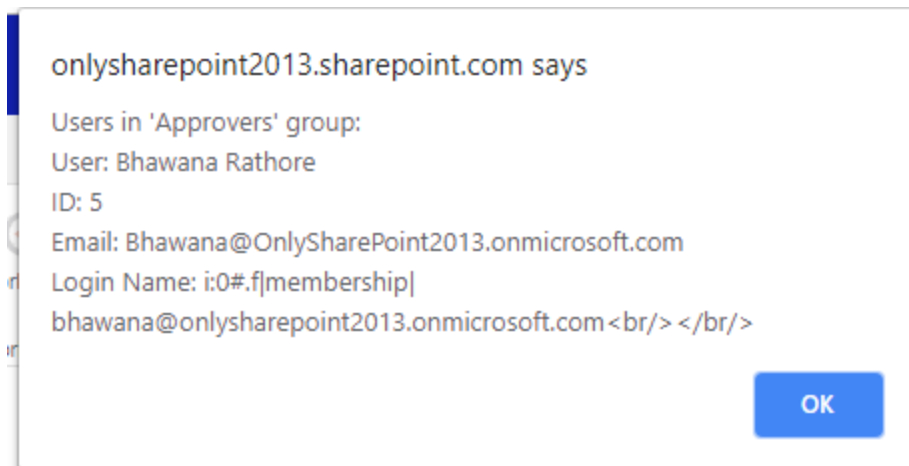 onlysharepoint2013.sharepoint.com says
Users in 'Approvers' group:
User: Bhawana Rathore
ID: 5
Email: Bhawana@OnlySharePoint2013.onmicrosoft.com
Login Name: i:0#.f|membership|
bhawana@onlysharepoint2013.onmicrosoft.com<br/></br/>
OK